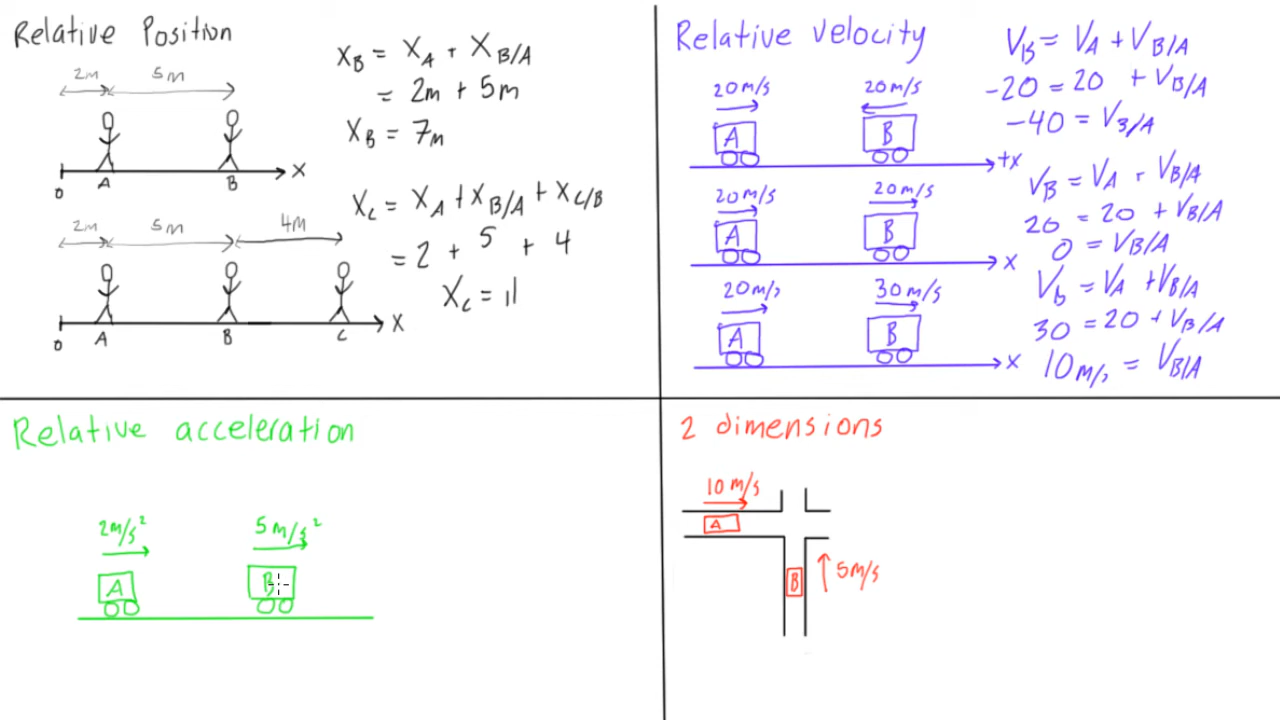 Relative Position
2m 5m
0 A B X
X_B = X_A + X_B/A
= 2m + 5m
X_B = 7m
2m 5m 4m
0 A B C X
X_C = X_A + X_B/A + X_C/B
= 2 + 5 + 4
X_C = 11
Relative velocity
20m/s 20m/s
A B
+x
20m/s 20m/s
A B
X
20m/s 30m/s
A B
X
V_B = V_A + V_B/A
-20 = 20 + V_B/A
-40 = V_B/A
V_B = V_A + V_B/A
20 = 20 + V_B/A
0 = V_B/A
V_b = V_A + V_B/A
30 = 20 + V_B/A
10m/s = V_B/A
Relative acceleration
2m/s² 5m/s²
A B
2 dimensions
10 m/s
A
B 5m/s